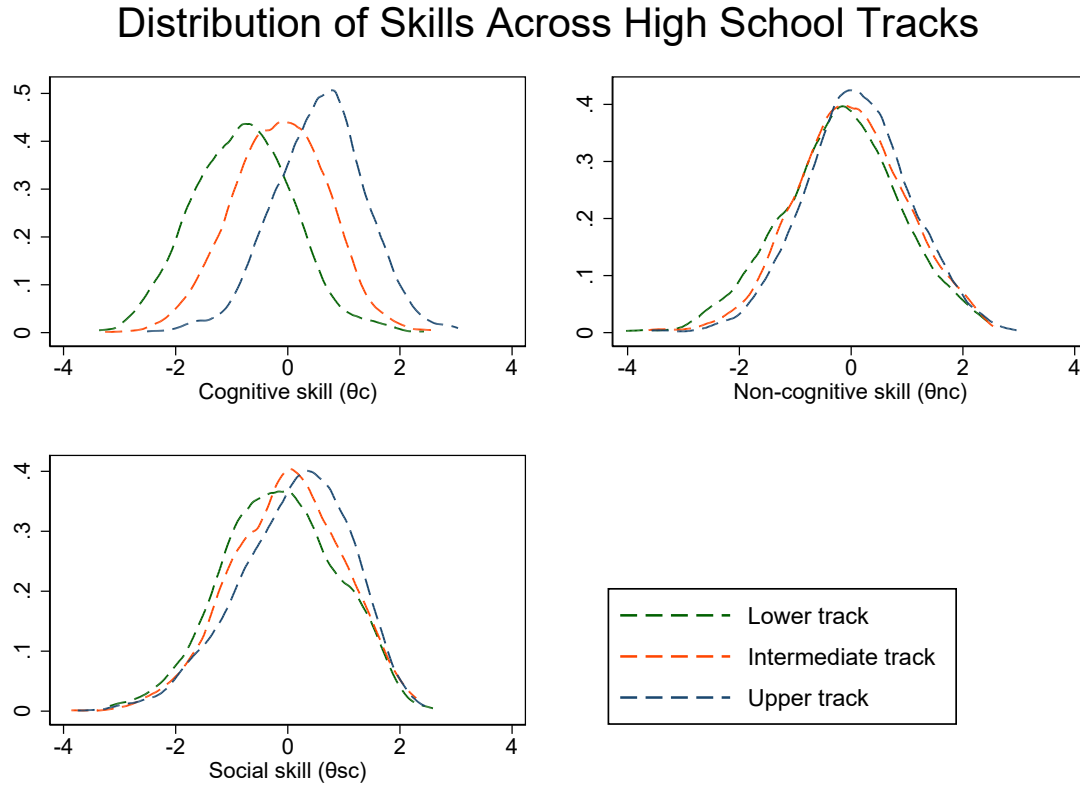 Distribution of Skills Across High School Tracks
.5
.4
.3
.2
.1
0
-4 -2 0 2 4
Cognitive skill (θc)
.4
.3
.2
.1
0
-4 -2 0 2 4
Non-cognitive skill (θnc)
.4
.3
.2
.1
0
-4 -2 0 2 4
Social skill (θsc)
Lower track
Intermediate track
Upper track